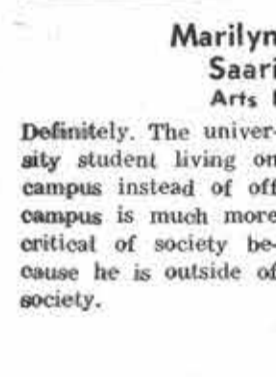 Marilyn
Saari
Arts
Definitely. The univer-
sity student living on
campus instead of off
campus is much more
critical of society be-
cause he is outside of
society.